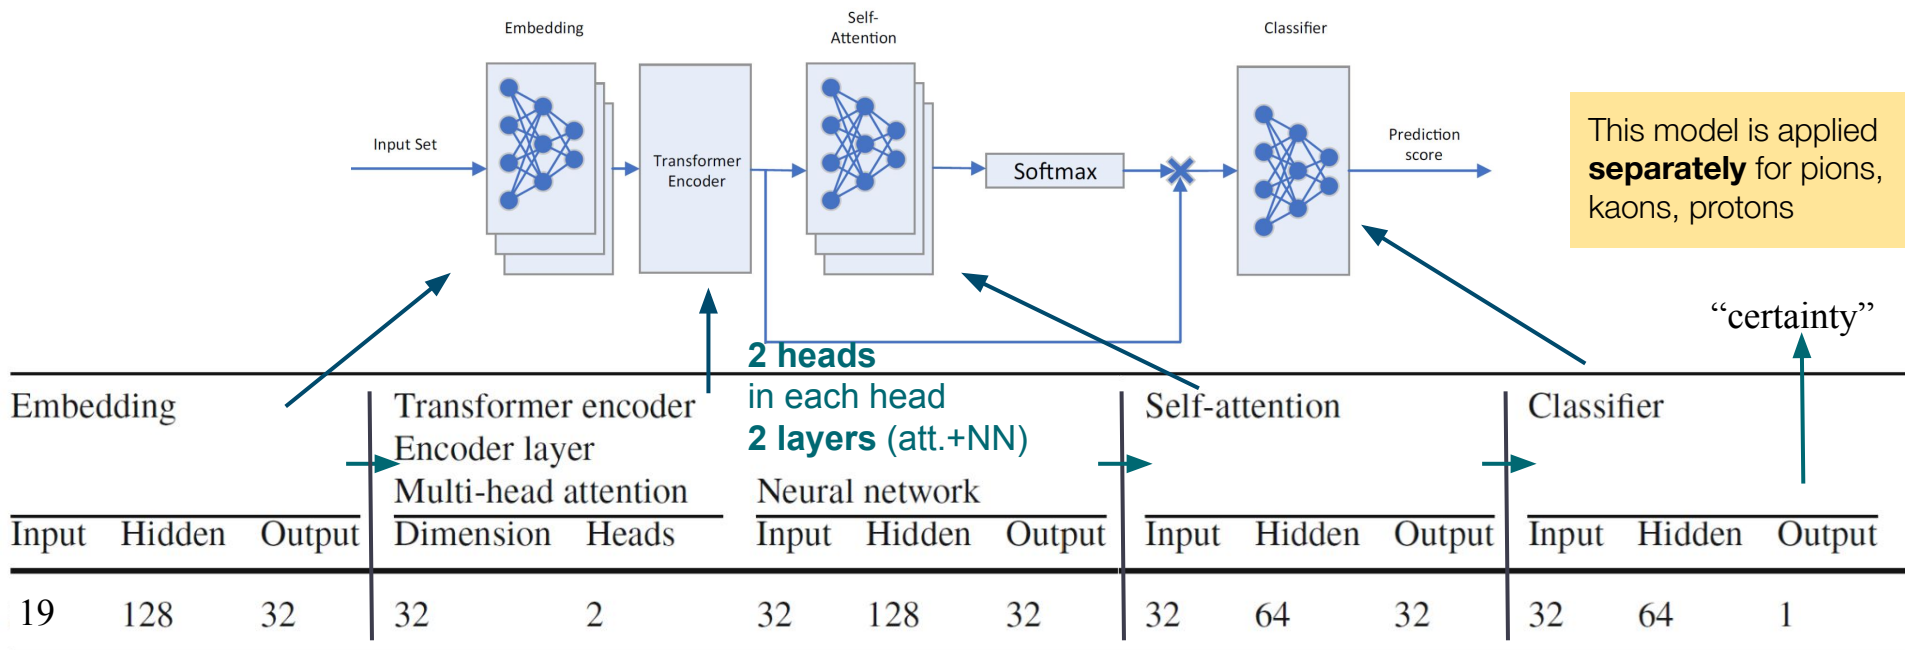 Embedding
Self-
Attention
Classifier
Input Set
Transformer
Encoder
Softmax
Prediction
score
This model is applied
separately for pions,
kaons, protons
“certainty”
2 heads
in each head
2 layers (att.+NN)
Embedding
Transformer encoder
Self-attention
Classifier
Encoder layer
Multi-head attention
Neural network
Input Hidden Output Dimension Heads Input Hidden Output Input Hidden Output Input Hidden Output
19 128 32 32 2 32 128 32 32 64 32 32 64 1